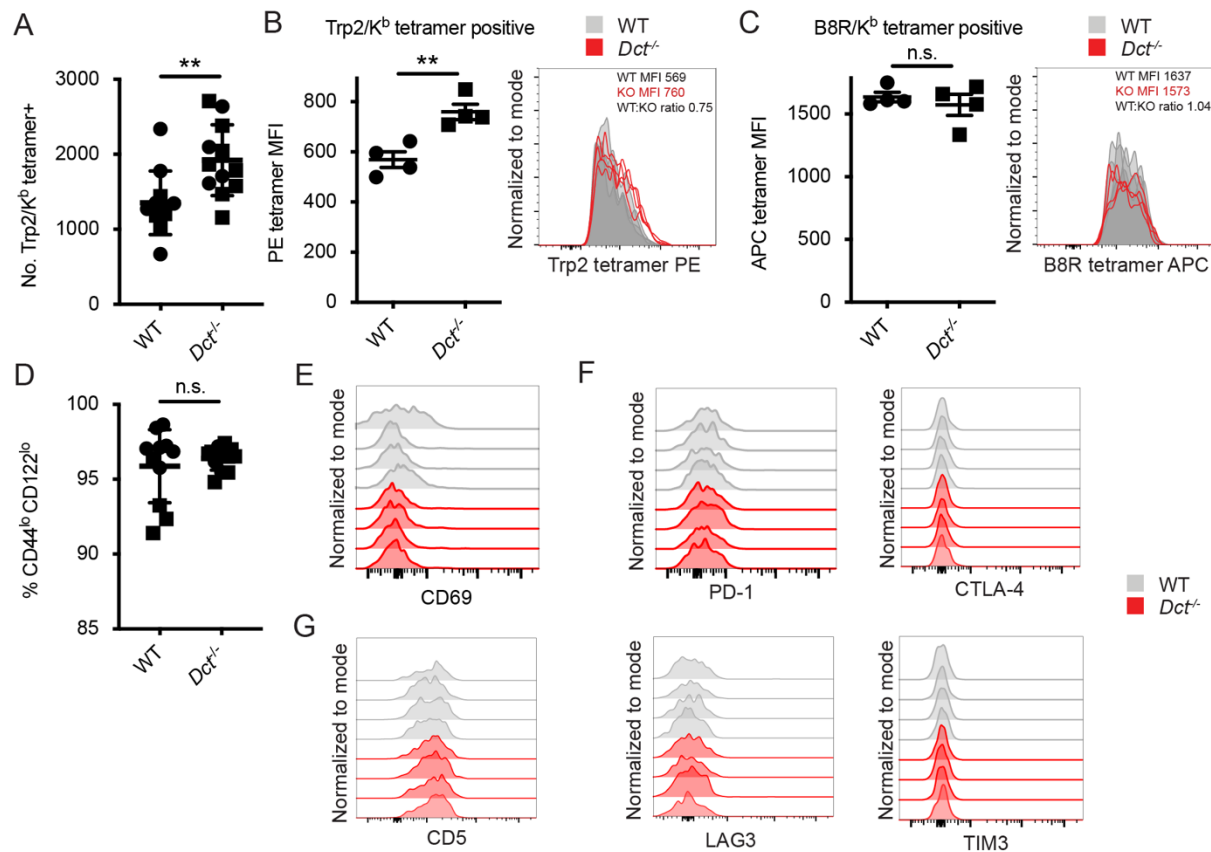 A
**
3000
2000
1000
0
No. Trp2/Kᵇ tetramer+
WT
Dct⁻/⁻
B
Trp2/Kᵇ tetramer positive
WT
Dct⁻/⁻
**
800
600
400
200
0
PE tetramer MFI
WT
Dct⁻/⁻
WT MFI 569
KO MFI 760
WT:KO ratio 0.75
Normalized to mode
Trp2 tetramer PE
C
B8R/Kᵇ tetramer positive
WT
Dct⁻/⁻
n.s.
1500
1000
500
0
APC tetramer MFI
WT
Dct⁻/⁻
WT MFI 1637
KO MFI 1573
WT:KO ratio 1.04
Normalized to mode
B8R tetramer APC
D
n.s.
100
95
90
85
% CD44ˡᵒ CD122ˡᵒ
WT
Dct⁻/⁻
E
Normalized to mode
CD69
F
Normalized to mode
PD-1
Normalized to mode
CTLA-4
WT
Dct⁻/⁻
G
Normalized to mode
CD5
Normalized to mode
LAG3
Normalized to mode
TIM3